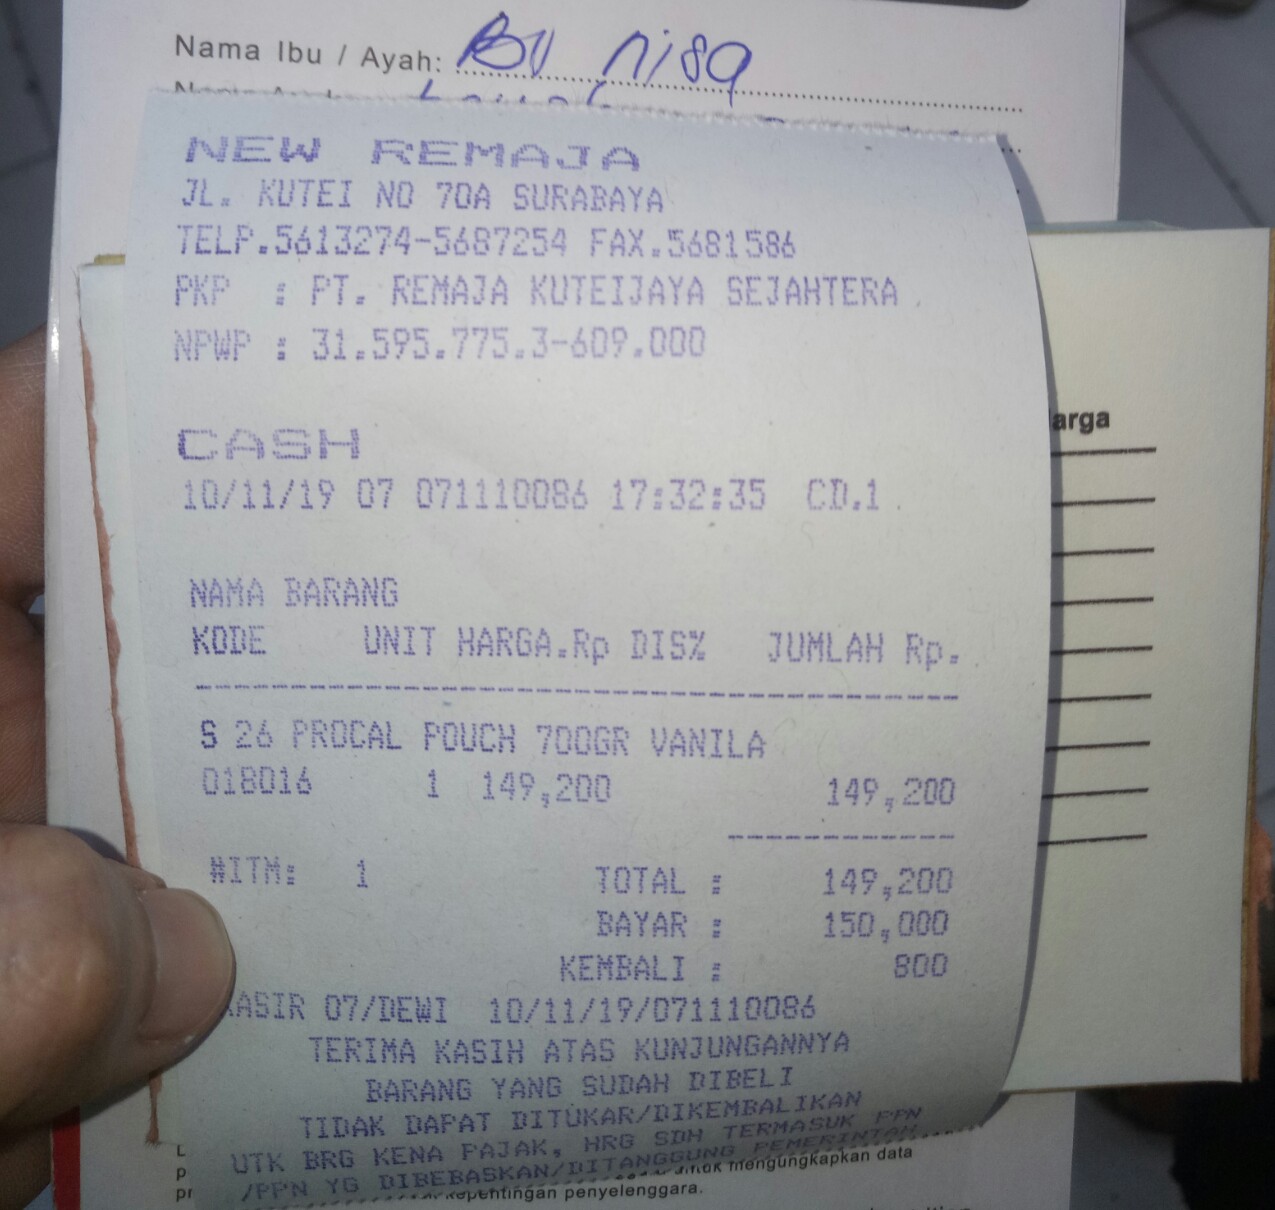 Nama Ibu / Ayah: Bu nisa
NEW REMAJA
JL. KUTEI NO 70A SURABAYA
TELP.5613274-5687254 FAX.5681586
PKP : PT. REMAJA KUTEIJAYA SEJAHTERA
NPWP : 31.595.775.3-609.000
arga
CASH
10/11/19 07 071110086 17:32:35 CD.1
NAMA BARANG
KODE UNIT HARGA.Rp DIS% JUMLAH Rp.
S 26 PROCAL POUCH 700GR VANILA
018016 1 149,200 149,200
#ITM: 1 TOTAL : 149,200
BAYAR : 150,000
KEMBALI : 800
KASIR 07/DEWI 10/11/19/071110086
TERIMA KASIH ATAS KUNJUNGANNYA
BARANG YANG SUDAH DIBELI
TIDAK DAPAT DITUKAR/DIKEMBALIKAN
UTK BRG KENA PAJAK, HRG SDH TERMASUK PPN
/PPN YG DIBEBASKAN/DITANGGUNG PEMERINTAH
untuk mengungkapkan data
kepentingan penyelenggara.